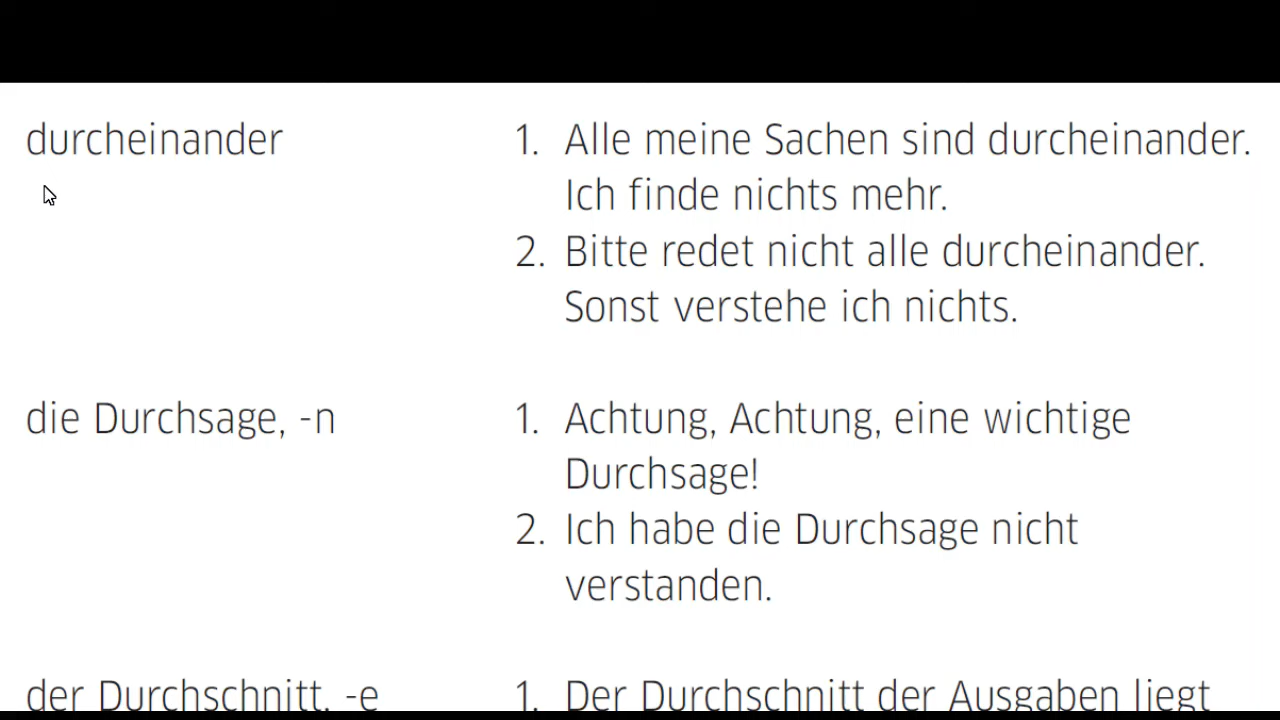 durcheinander 1. Alle meine Sachen sind durcheinander.
Ich finde nichts mehr.
2. Bitte redet nicht alle durcheinander.
Sonst verstehe ich nichts.
die Durchsage, -n 1. Achtung, Achtung, eine wichtige
Durchsage!
2. Ich habe die Durchsage nicht
verstanden.
der Durchschnitt, -e 1. Der Durchschnitt der Ausgaben liegt